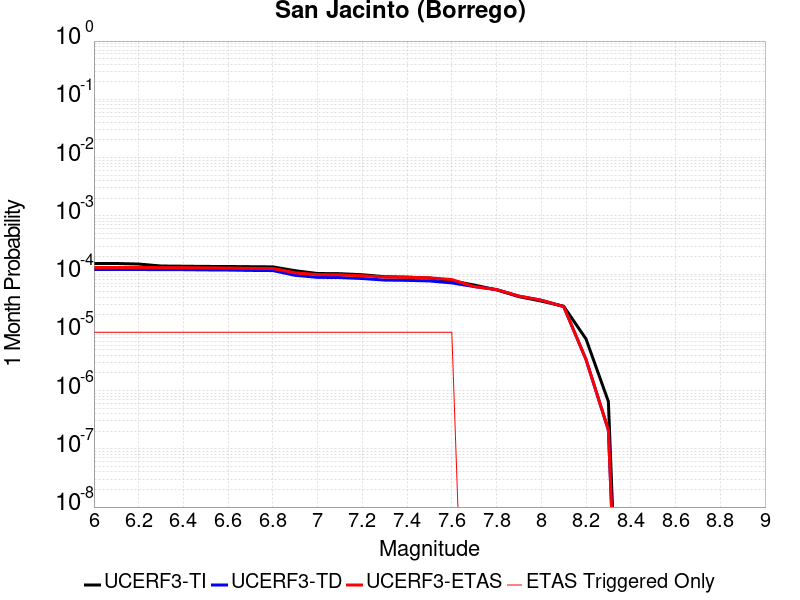 San Jacinto (Borrego)
10^0
10^-1
10^-2
10^-3
10^-4
10^-5
10^-6
10^-7
10^-8
1 Month Probability
6 6.2 6.4 6.6 6.8 7 7.2 7.4 7.6 7.8 8 8.2 8.4 8.6 8.8 9
Magnitude
UCERF3-TI UCERF3-TD UCERF3-ETAS ETAS Triggered Only